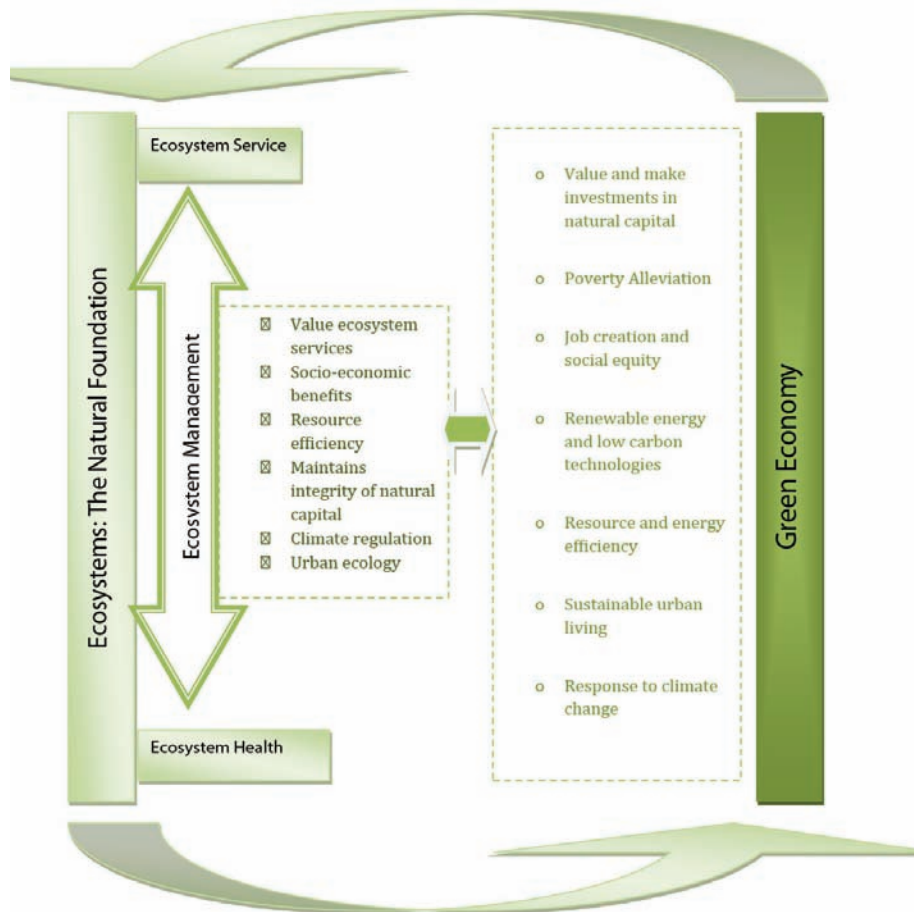 Ecosystem Service
Ecosystems: The Natural Foundation
Ecosystem Management
Ecosystem Health
Value ecosystem
services
Socio-economic
benefits
Resource
efficiency
Maintains
integrity of natural
capital
Climate regulation
Urban ecology
o Value and make
investments in
natural capital
o Poverty Alleviation
o Job creation and
social equity
o Renewable energy
and low carbon
technologies
o Resource and energy
efficiency
o Sustainable urban
living
o Response to climate
change
Green Economy